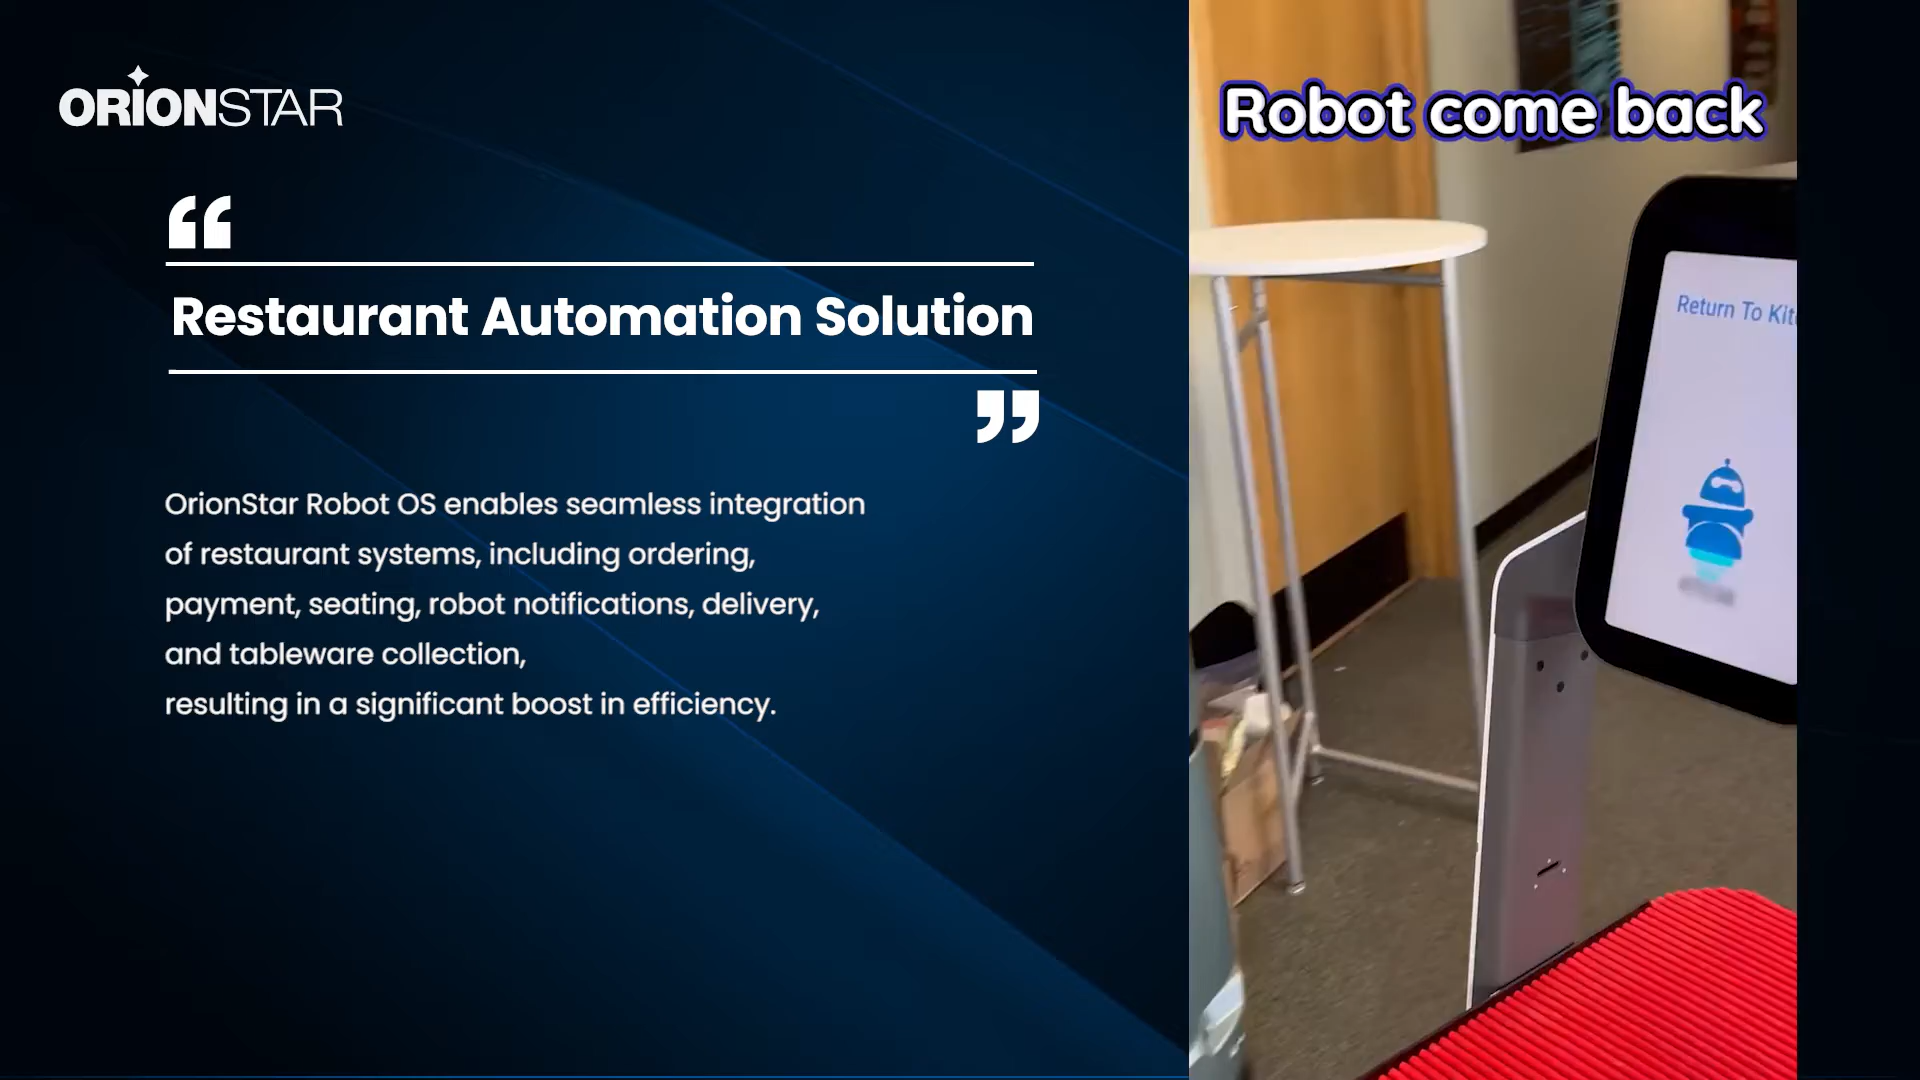 ORIONSTAR
Restaurant Automation Solution
OrionStar Robot OS enables seamless integration
of restaurant systems, including ordering,
payment, seating, robot notifications, delivery,
and tableware collection,
resulting in a significant boost in efficiency.
Robot come back
Return To